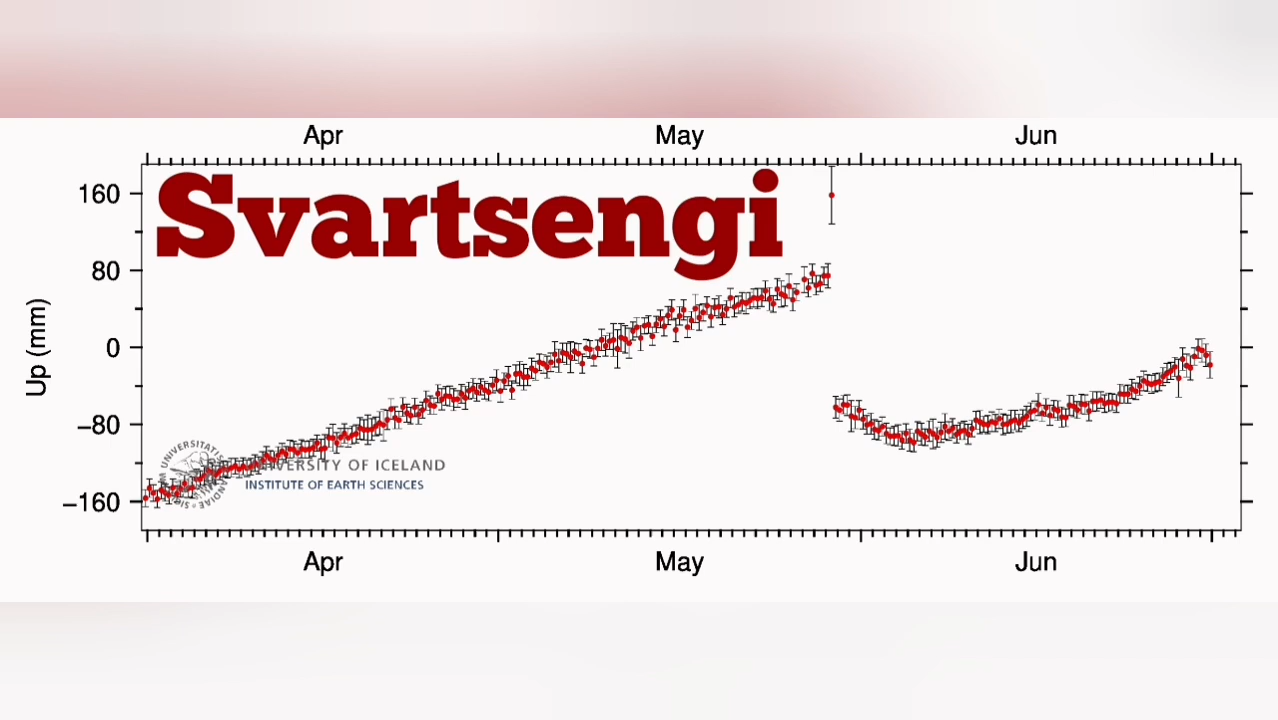 Apr May Jun
Svartsengi
160
80
0
−80
−160
Up (mm)
UNIVERSITY OF ICELAND
INSTITUTE OF EARTH SCIENCES
Apr May Jun